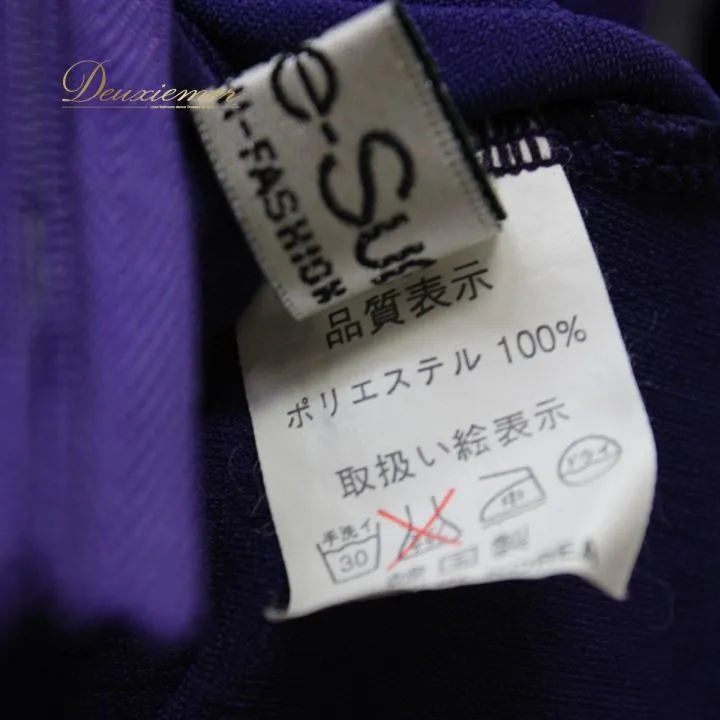 Deuxiemer
e-Su
-FASHION
品質表示
ポリエステル 100%
取扱い絵表示
手洗イ
30
中
ドライ